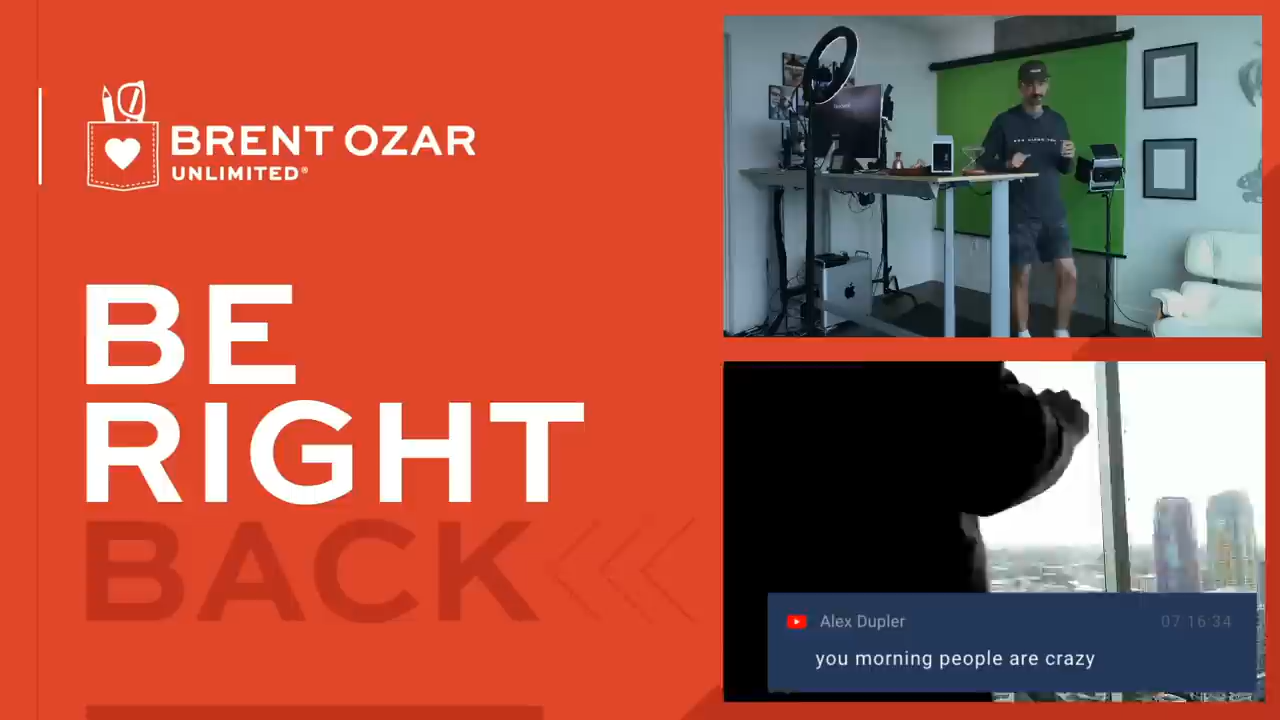 BRENT OZAR
UNLIMITED®
BE
RIGHT
BACK
Alex Dupler
07:16:34
you morning people are crazy